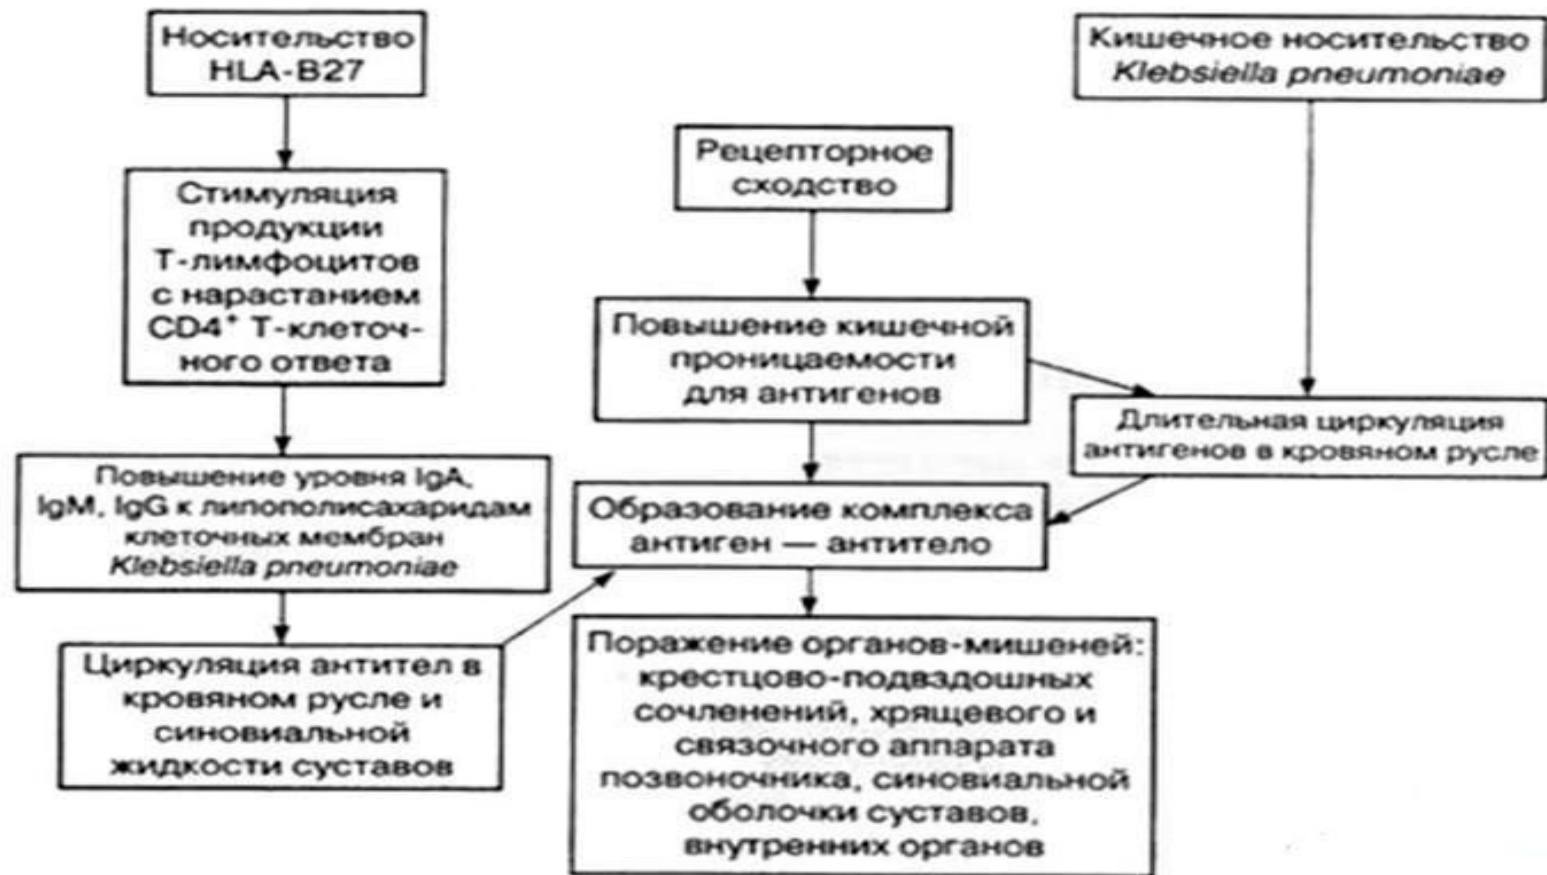 Носительство
HLA-B27
Стимуляция
продукции
Т-лимфоцитов
с нарастанием
CD4⁺ Т-клеточ-
ного ответа
Повышение уровня IgA,
IgM, IgG к липополисахаридам
клеточных мембран
Klebsiella pneumoniae
Циркуляция антител в
кровяном русле и
синовиальной
жидкости суставов
Рецепторное
сходство
Повышение кишечной
проницаемости
для антигенов
Образование комплекса
антиген — антитело
Поражение органов-мишеней:
крестцово-подвздошных
сочленений, хрящевого и
связочного аппарата
позвоночника, синовиальной
оболочки суставов,
внутренних органов
Кишечное носительство
Klebsiella pneumoniae
Длительная циркуляция
антигенов в кровяном русле